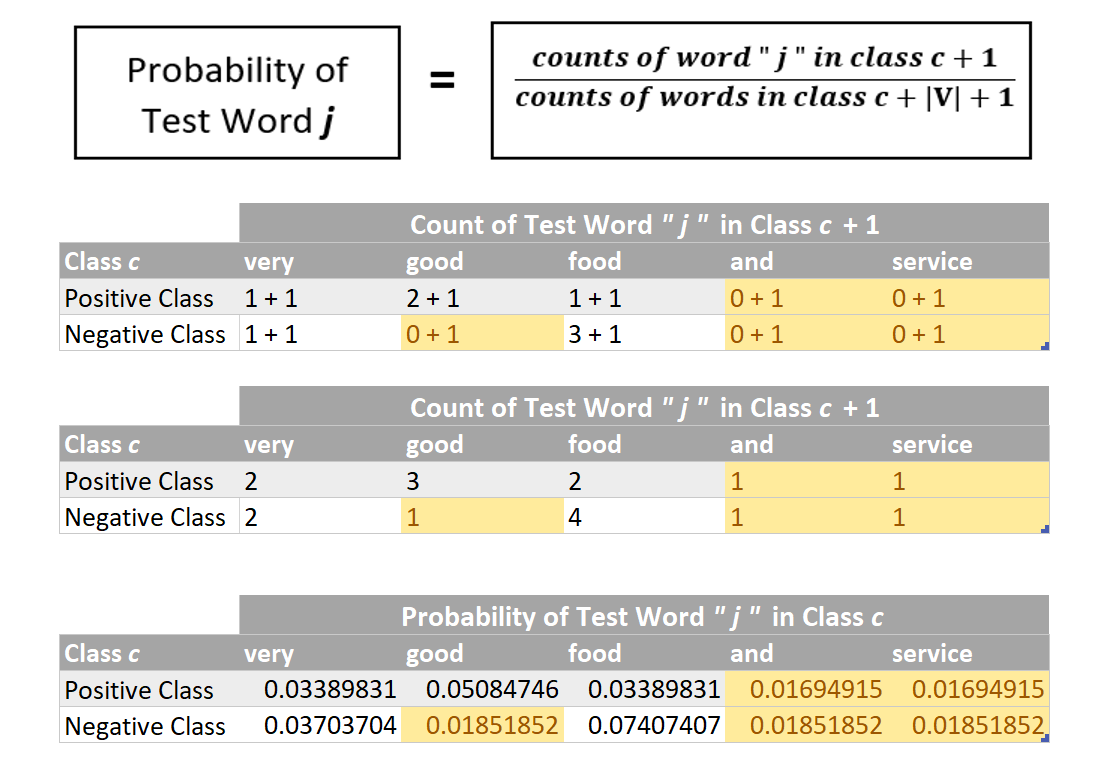 Probability of
Test Word j
=
counts of word "j" in class c + 1
counts of words in class c + |V| + 1
Count of Test Word "j" in Class c + 1
Class c very good food and service
Positive Class 1 + 1 2 + 1 1 + 1 0 + 1 0 + 1
Negative Class 1 + 1 0 + 1 3 + 1 0 + 1 0 + 1
Count of Test Word "j" in Class c + 1
Class c very good food and service
Positive Class 2 3 2 1 1
Negative Class 2 1 4 1 1
Probability of Test Word "j" in Class c
Class c very good food and service
Positive Class 0.03389831 0.05084746 0.03389831 0.01694915 0.01694915
Negative Class 0.03703704 0.01851852 0.07407407 0.01851852 0.01851852